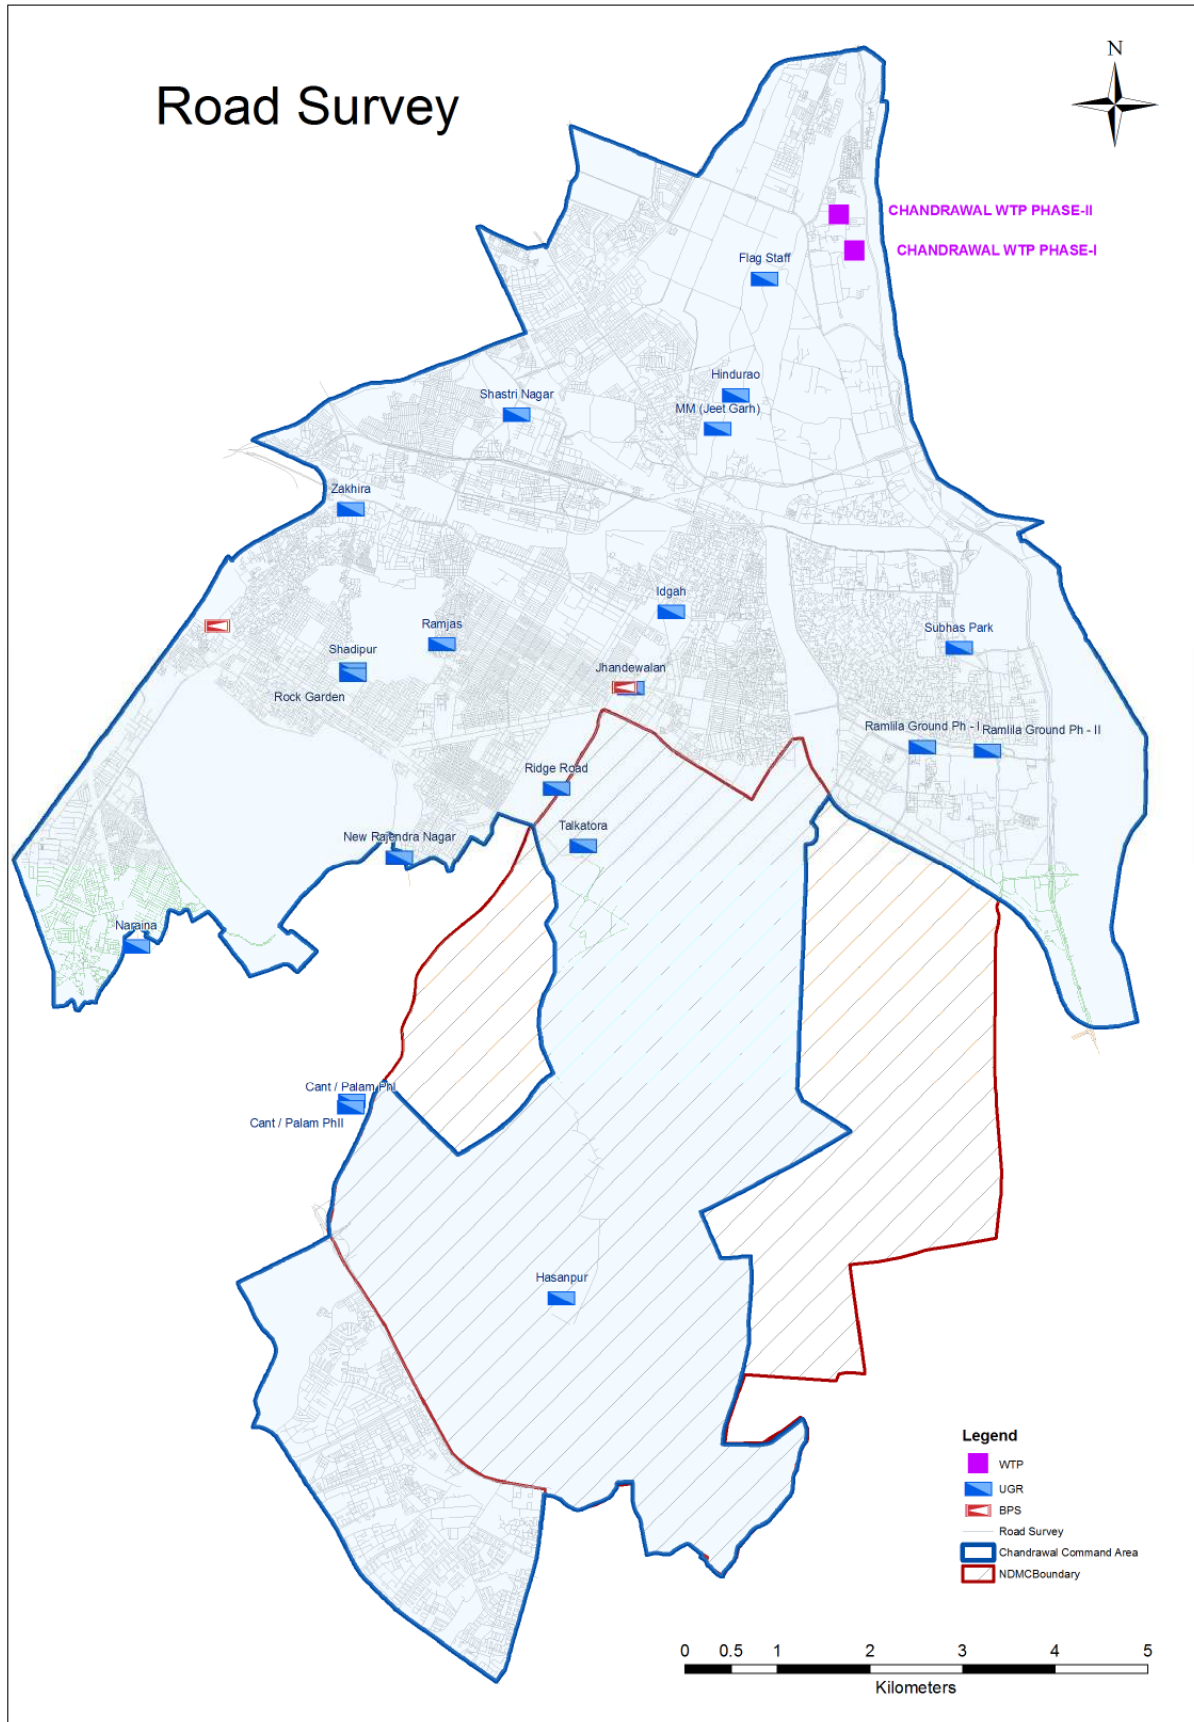 N
Road Survey
CHANDRAWAL WTP PHASE-II
CHANDRAWAL WTP PHASE-I
Flag Staff
Hindurao
Shastri Nagar
MM (Jeet Garh)
Zakhira
Idgah
Ramjas
Subhas Park
Shadipur
Jhandewalan
Rock Garden
Ramlila Ground Ph - I
Ramlila Ground Ph - II
Ridge Road
Talkatora
New Rajendra Nagar
Naraina
Cant / Palam PhI
Cant / Palam PhII
Hasanpur
Legend
WTP
UGR
BPS
Road Survey
Chandrawal Command Area
NDMCBoundary
0 0.5 1 2 3 4 5
Kilometers